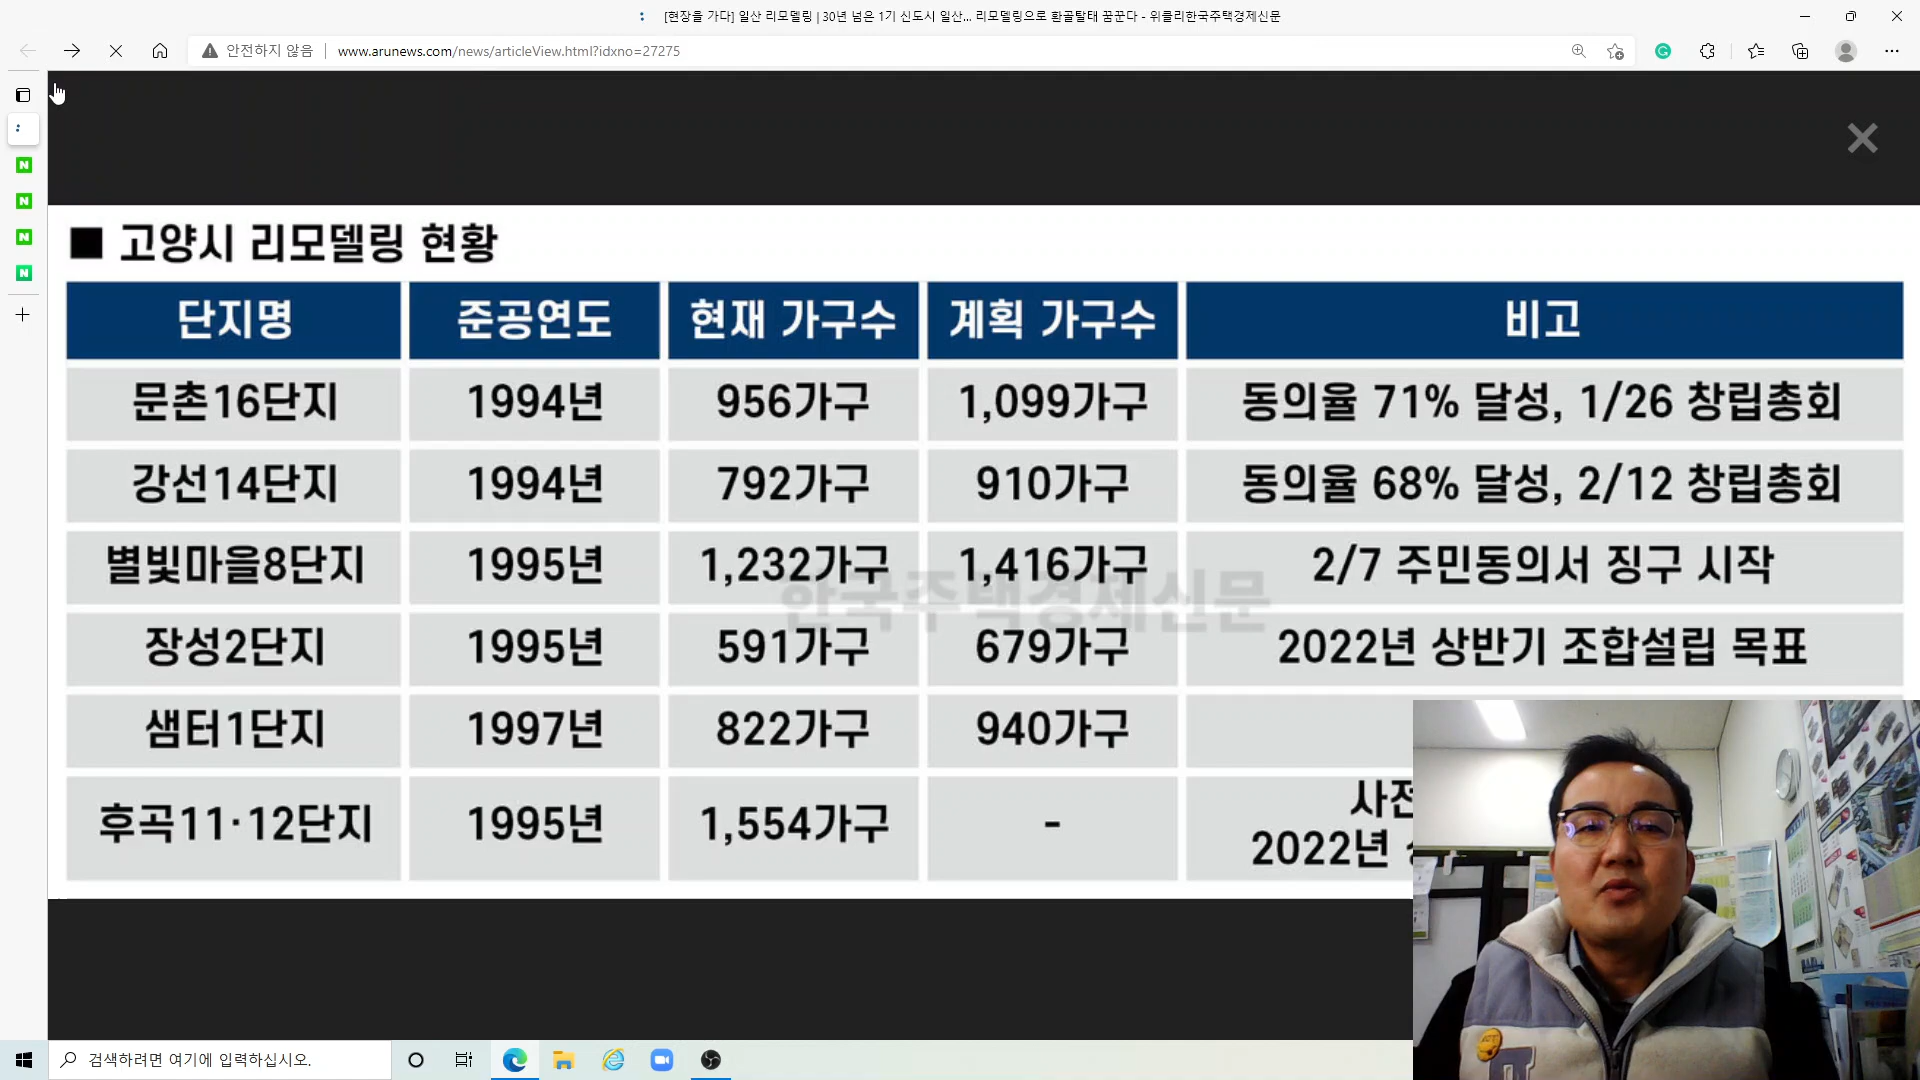 [현장을 가다] 일산 리모델링 | 30년 넘은 1기 신도시 일산... 리모델링으로 환골탈태 꿈꾼다 - 위클리한국주택경제신문
안전하지 않음 www.arunews.com/news/articleView.html?idxno=27275
■ 고양시 리모델링 현황
단지명 준공연도 현재 가구수 계획 가구수 비고
문촌16단지 1994년 956가구 1,099가구 동의율 71% 달성, 1/26 창립총회
강선14단지 1994년 792가구 910가구 동의율 68% 달성, 2/12 창립총회
별빛마을8단지 1995년 1,232가구 1,416가구 2/7 주민동의서 징구 시작
한국주택경제신문
장성2단지 1995년 591가구 679가구 2022년 상반기 조합설립 목표
샘터1단지 1997년 822가구 940가구
후곡11·12단지 1995년 1,554가구 -
사전
2022년
검색하려면 여기에 입력하십시오.